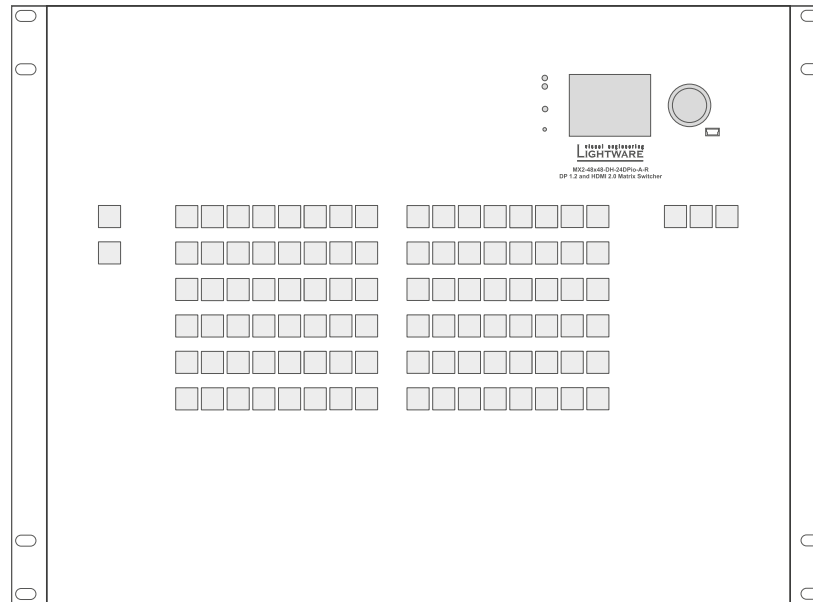 visual engineering
LIGHTWARE
MX2-48x48-DH-24DPio-A-R
DP 1.2 and HDMI 2.0 Matrix Switcher